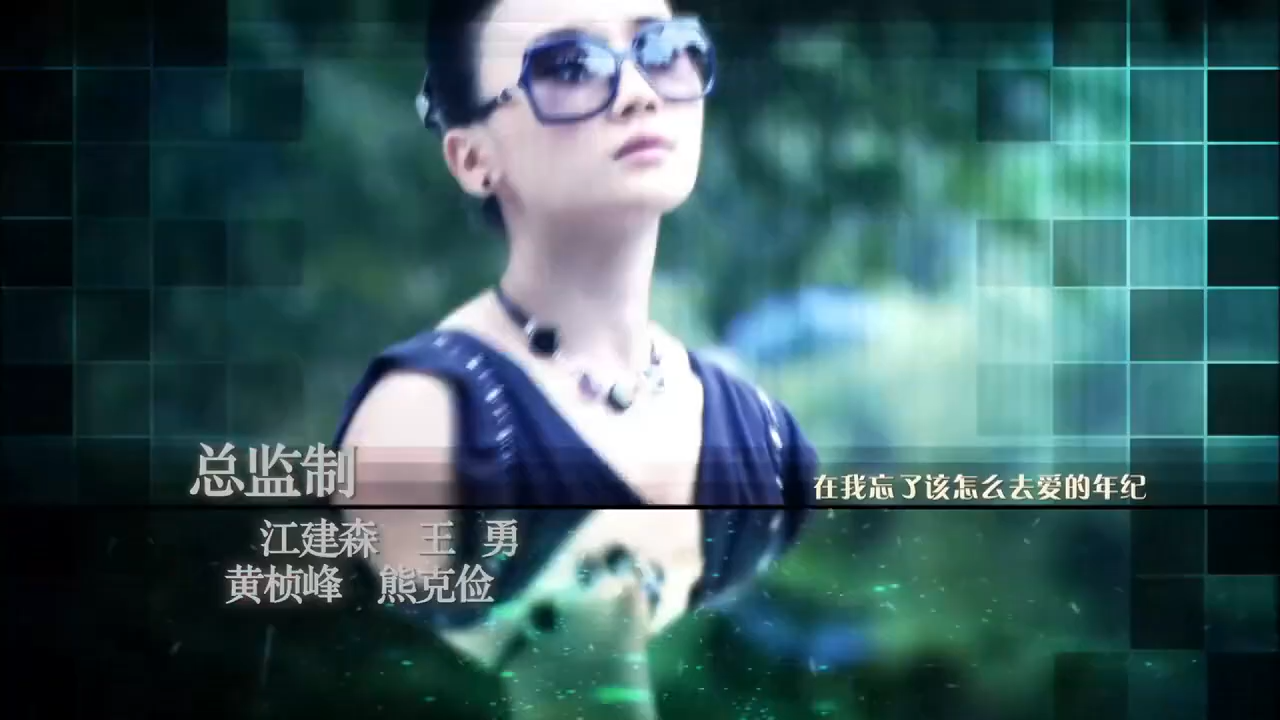 总监制
在我忘了该怎么去爱的年纪
江建森 王勇
黄桢峰 熊克俭